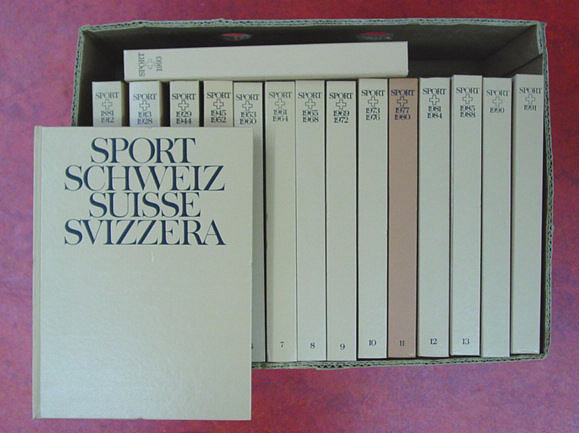 SPORT
1993
SPORT
1881
1912
SPORT
1913
1928
SPORT
1929
1944
SPORT
1945
1952
SPORT
1953
1960
SPORT
1961
1964
SPORT
1965
1968
SPORT
1969
1972
SPORT
1973
1976
SPORT
1977
1980
SPORT
1981
1984
SPORT
1985
1988
SPORT
1990
SPORT
1991
SPORT
SCHWEIZ
SUISSE
SVIZZERA
7
8
9
10
11
12
13